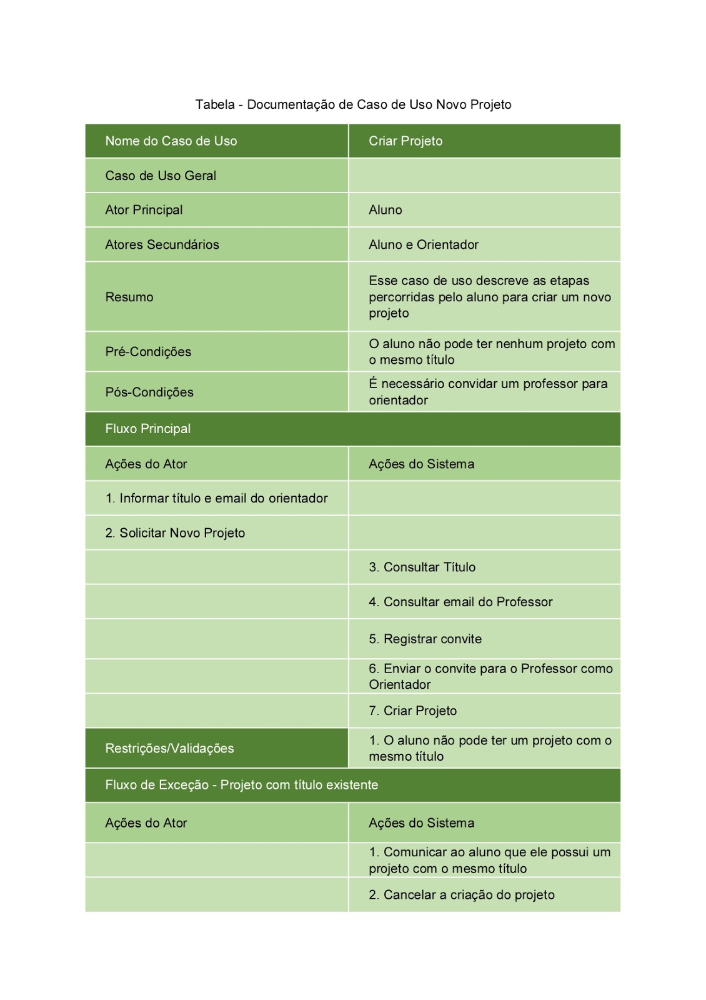 Tabela - Documentação de Caso de Uso Novo Projeto
Nome do Caso de Uso
Criar Projeto
Caso de Uso Geral
Ator Principal
Aluno
Atores Secundários
Aluno e Orientador
Resumo
Esse caso de uso descreve as etapas
percorridas pelo aluno para criar um novo
projeto
Pré-Condições
O aluno não pode ter nenhum projeto com
o mesmo título
Pós-Condições
É necessário convidar um professor para
orientador
Fluxo Principal
Ações do Ator
Ações do Sistema
1. Informar título e email do orientador
2. Solicitar Novo Projeto
3. Consultar Título
4. Consultar email do Professor
5. Registrar convite
6. Enviar o convite para o Professor como
Orientador
7. Criar Projeto
Restrições/Validações
1. O aluno não pode ter um projeto com o
mesmo título
Fluxo de Exceção - Projeto com título existente
Ações do Ator
Ações do Sistema
1. Comunicar ao aluno que ele possui um
projeto com o mesmo título
2. Cancelar a criação do projeto